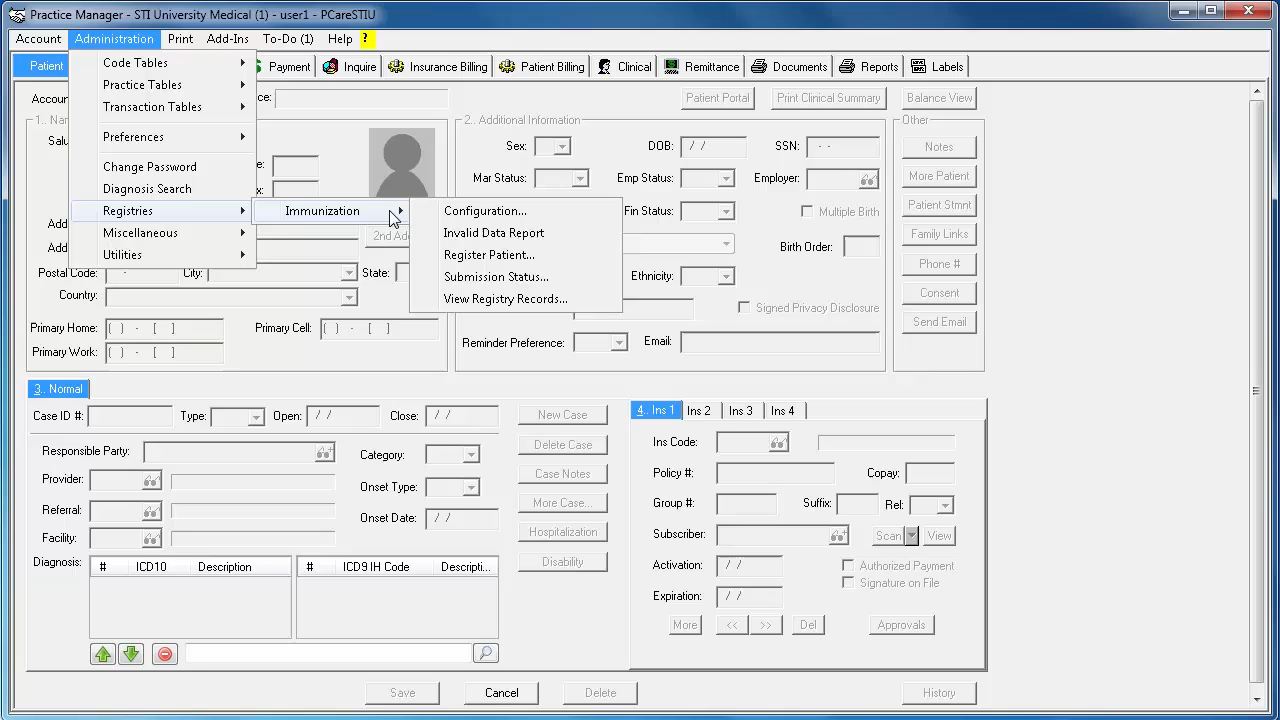 Practice Manager - STI University Medical (1) - user1 - PCareSTIU
Account Administration Print Add-Ins To-Do (1) Help ?
Patient Payment Inquire Insurance Billing Patient Billing Clinical Remittance Documents Reports Labels
Code Tables
Practice Tables
Transaction Tables
Preferences
Change Password
Diagnosis Search
Registries
Miscellaneous
Utilities
Immunization
Configuration...
Invalid Data Report
Register Patient...
Submission Status...
View Registry Records...
Patient Portal Print Clinical Summary Balance View
2.. Additional Information
Sex: DOB: / / SSN: - -
Mar Status: Emp Status: Employer:
Fin Status: Multiple Birth
Birth Order:
Ethnicity:
Signed Privacy Disclosure
Reminder Preference: Email:
Other
Notes
More Patient
Patient Stmnt
Family Links
Phone #
Consent
Send Email
Postal Code: City: State:
Country:
Primary Home: ( ) - [ ] Primary Cell: ( ) - [ ]
Primary Work: ( ) - [ ]
3.. Normal
Case ID #: Type: Open: / / Close: / /
Responsible Party: Category:
Provider: Onset Type:
Referral: Onset Date: / /
Facility:
Diagnosis: # ICD10 Description # ICD9 IH Code Descripti...
New Case
Delete Case
Case Notes
More Case...
Hospitalization
Disability
4.. Ins 1 Ins 2 Ins 3 Ins 4
Ins Code:
Policy #: Copay:
Group #: Suffix: Rel:
Subscriber: Scan View
Activation: / / Authorized Payment
Signature on File
Expiration: / /
More << >> Del Approvals
Save Cancel Delete History